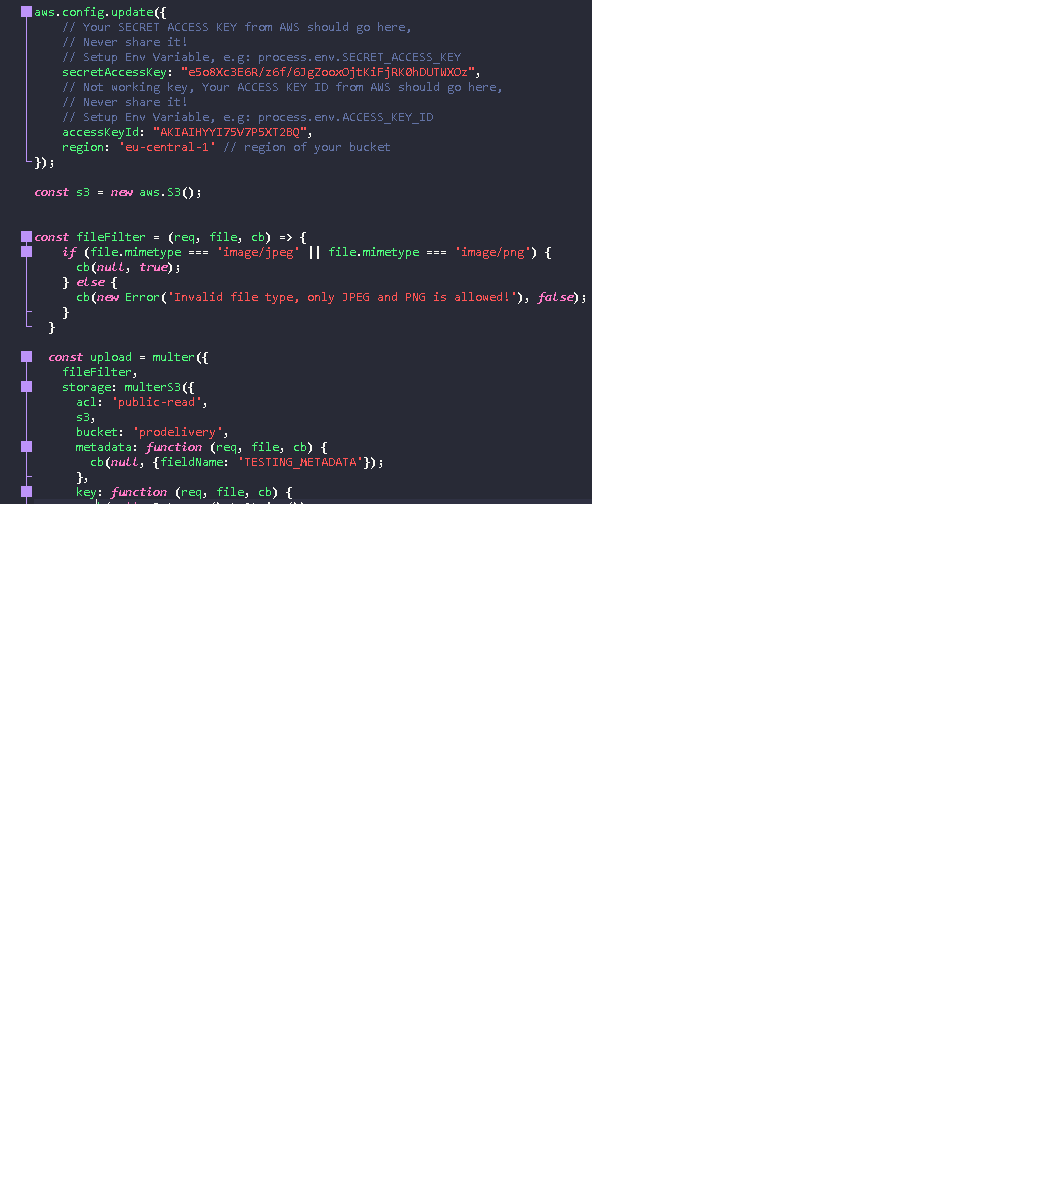 aws.config.update({
// Your SECRET ACCESS KEY from AWS should go here,
// Never share it!
// Setup Env Variable, e.g: process.env.SECRET_ACCESS_KEY
secretAccessKey: "e5o8Xc3E6R/z6f/6JgZooxOjtKiFjRK0hDUTWXOz",
// Not working key, Your ACCESS KEY ID from AWS should go here,
// Never share it!
// Setup Env Variable, e.g: process.env.ACCESS_KEY_ID
accessKeyId: "AKIAIHYYI75V7P5XT2BQ",
region: 'eu-central-1' // region of your bucket
});
const s3 = new aws.S3();
const fileFilter = (req, file, cb) => {
if (file.mimetype === 'image/jpeg' || file.mimetype === 'image/png') {
cb(null, true);
} else {
cb(new Error('Invalid file type, only JPEG and PNG is allowed!'), false);
}
}
const upload = multer({
fileFilter,
storage: multerS3({
acl: 'public-read',
s3,
bucket: 'prodelivery',
metadata: function (req, file, cb) {
cb(null, {fieldName: 'TESTING_METADATA'});
},
key: function (req, file, cb) {